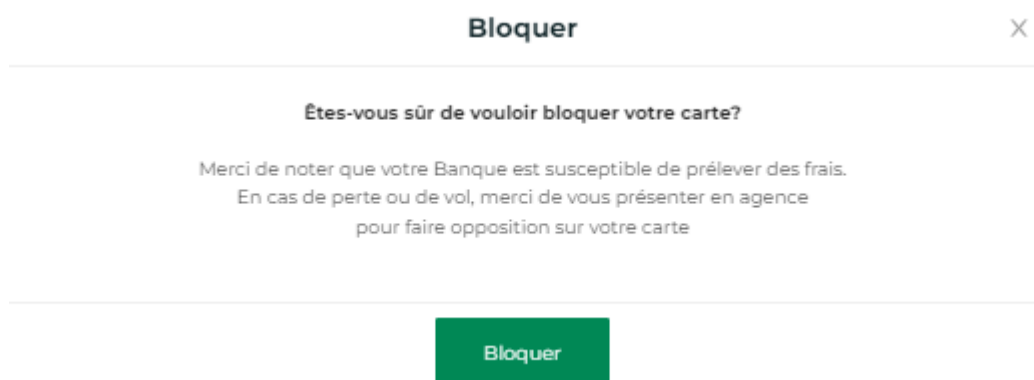 Bloquer
X
Êtes-vous sûr de vouloir bloquer votre carte?
Merci de noter que votre Banque est susceptible de prélever des frais.
En cas de perte ou de vol, merci de vous présenter en agence
pour faire opposition sur votre carte
Bloquer